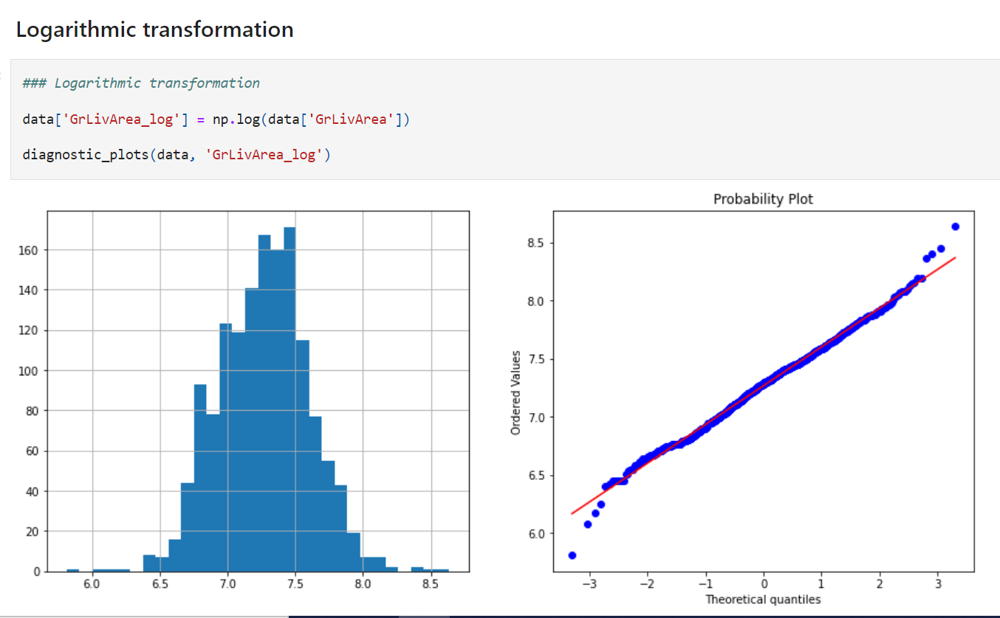 Logarithmic transformation
### Logarithmic transformation
data['GrLivArea_log'] = np.log(data['GrLivArea'])
diagnostic_plots(data, 'GrLivArea_log')
160
140
120
100
80
60
40
20
0
6.0 6.5 7.0 7.5 8.0 8.5
Probability Plot
Ordered Values
8.5
8.0
7.5
7.0
6.5
6.0
−3 −2 −1 0 1 2 3
Theoretical quantiles